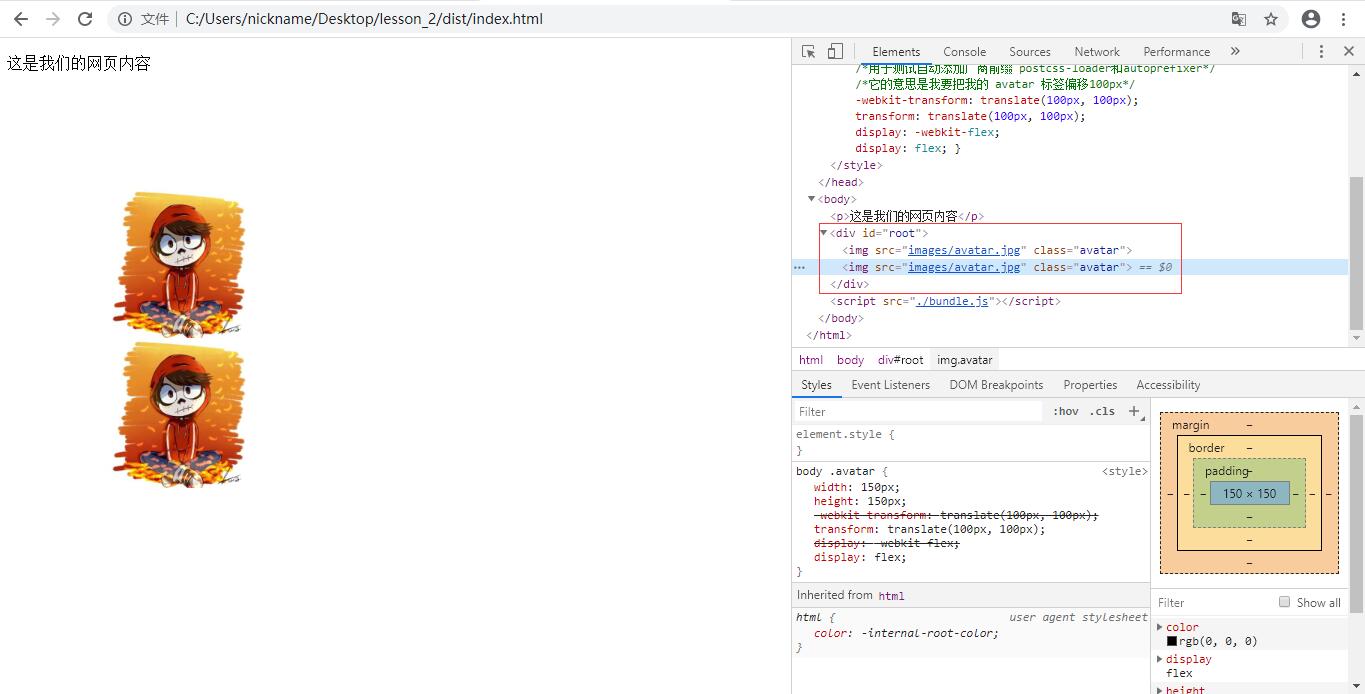 文件 C:/Users/nickname/Desktop/lesson_2/dist/index.html
这是我们的网页内容
Elements Console Sources Network Performance »
/*用于测试自动添加厂商前缀 postcss-loader和autoprefixer*/
/*它的意思是我要把我的 avatar 标签偏移100px*/
-webkit-transform: translate(100px, 100px);
transform: translate(100px, 100px);
display: -webkit-flex;
display: flex; }
</style>
</head>
<body>
<p>这是我们的网页内容</p>
<div id="root">
<img src="images/avatar.jpg" class="avatar">
<img src="images/avatar.jpg" class="avatar"> == $0
</div>
<script src="./bundle.js"></script>
</body>
</html>
html body div#root img.avatar
Styles Event Listeners DOM Breakpoints Properties Accessibility
Filter :hov .cls +
element.style {
}
body .avatar { <style>
width: 150px;
height: 150px;
-webkit-transform: translate(100px, 100px);
transform: translate(100px, 100px);
display: -webkit-flex;
display: flex;
}
Inherited from html
html { user agent stylesheet
color: -internal-root-color;
}
margin –
border –
padding –
– – – 150 × 150 – – –
–
–
–
Filter Show all
color
rgb(0, 0, 0)
display
flex
height